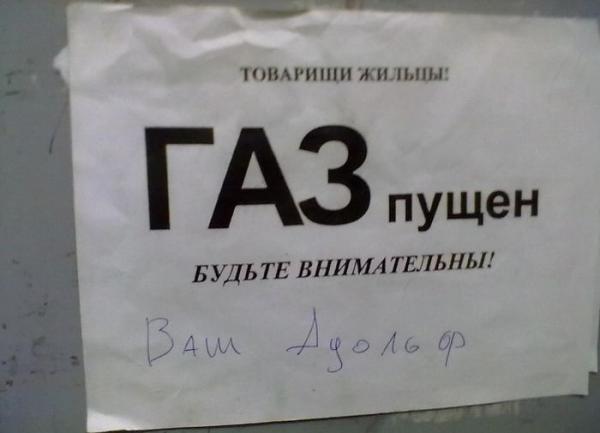 ТОВАРИЩИ ЖИЛЬЦЫ!
ГАЗ пущен
БУДЬТЕ ВНИМАТЕЛЬНЫ!
Ваш Адольф